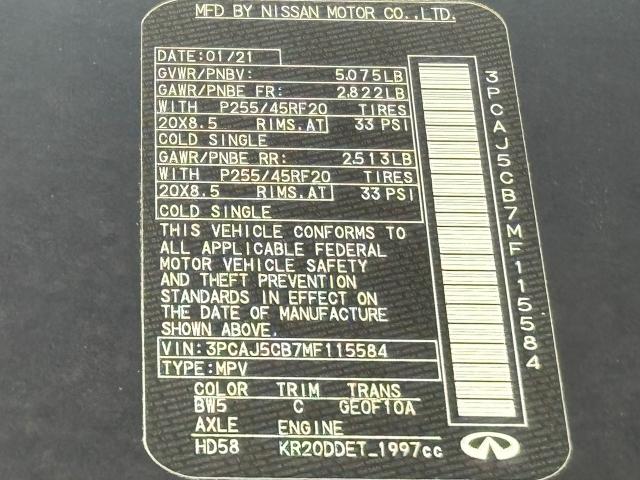 MFD BY NISSAN MOTOR CO.,LTD.
DATE:01/21
GVWR/PNBV: 5.075LB
GAWR/PNBE FR: 2.822LB
WITH P255/45RF20 TIRES
20X8.5 RIMS.AT 33 PSI
COLD SINGLE
GAWR/PNBE RR: 2.513LB
WITH P255/45RF20 TIRES
20X8.5 RIMS.AT 33 PSI
COLD SINGLE
THIS VEHICLE CONFORMS TO
ALL APPLICABLE FEDERAL
MOTOR VEHICLE SAFETY
AND THEFT PREVENTION
STANDARDS IN EFFECT ON
THE DATE OF MANUFACTURE
SHOWN ABOVE.
VIN:3PCAJ5CB7MF115584
TYPE:MPV
COLOR TRIM TRANS
BW5 C GE0F10A
AXLE ENGINE
HD58 KR20DDET_1997cc
3PCAJ5CB7MF115584